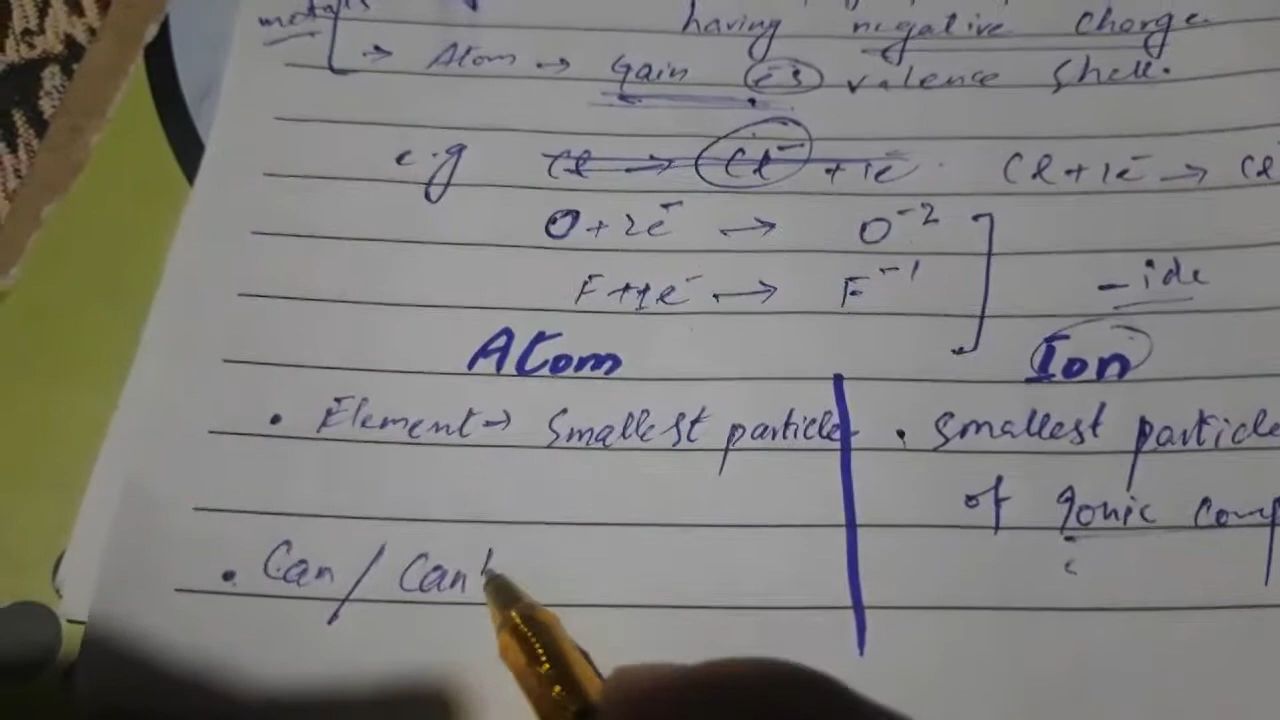 metals
having negative charge
→ Atom → gain e's valence shell.
e.g Cl → Cl⁻ + 1e⁻ Cl + 1e⁻ → Cl
O + 2e⁻ → O⁻²
F + 1e⁻ → F⁻¹ - ide
Atom Ion
• Element → Smallest particle • Smallest particle
of Ionic comp
• Can / Can'